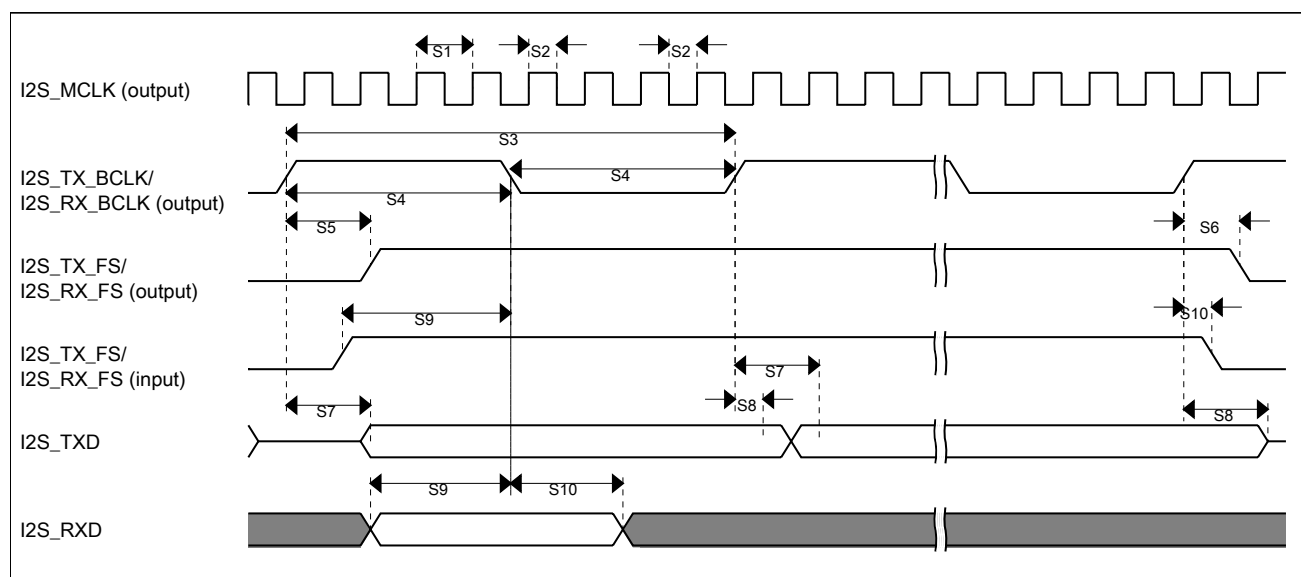 S1
S2
S2
I2S_MCLK (output)
S3
I2S_TX_BCLK/
I2S_RX_BCLK (output)
S4
S4
S5
S6
I2S_TX_FS/
I2S_RX_FS (output)
S9
S10
I2S_TX_FS/
I2S_RX_FS (input)
S7
S7
S8
S8
I2S_TXD
S9
S10
I2S_RXD